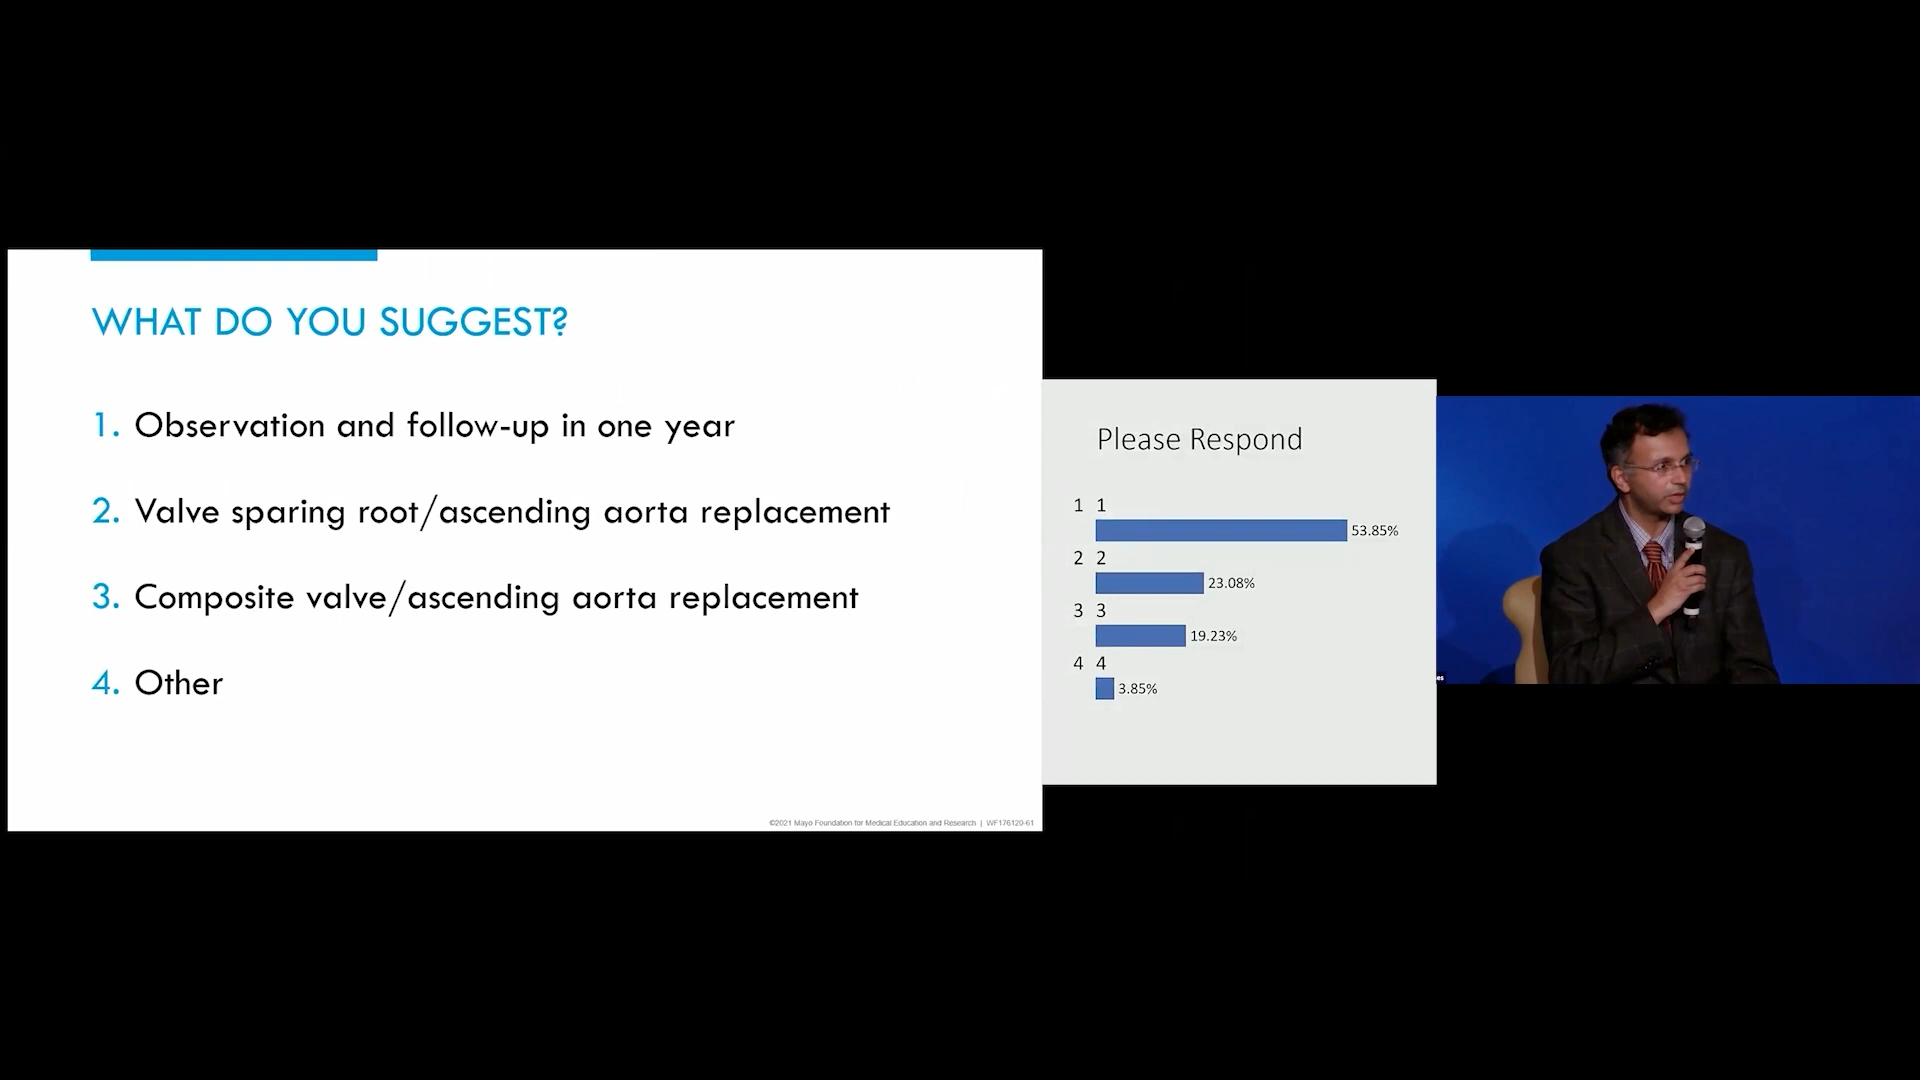 WHAT DO YOU SUGGEST?
1. Observation and follow-up in one year
2. Valve sparing root/ascending aorta replacement
3. Composite valve/ascending aorta replacement
4. Other
©2021 Mayo Foundation for Medical Education and Research | WF176120-61
Please Respond
1 1
53.85%
2 2
23.08%
3 3
19.23%
4 4
3.85%